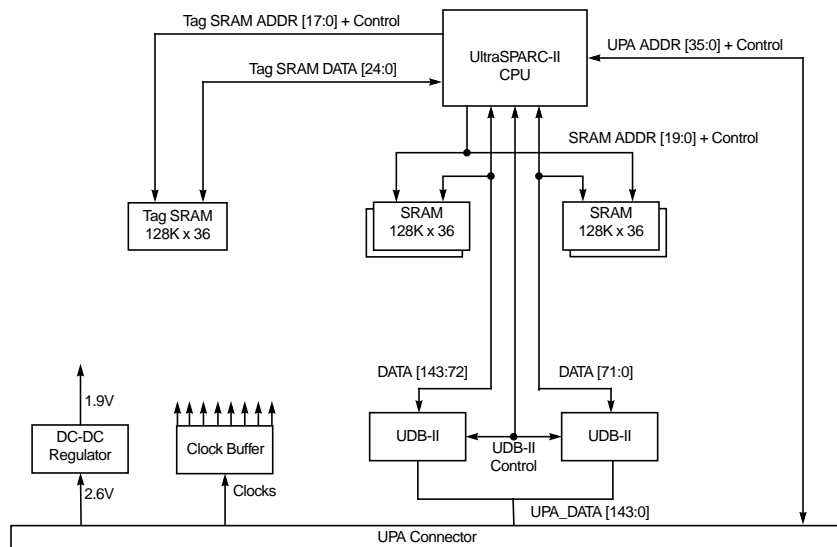 Tag SRAM ADDR [17:0] + Control
UltraSPARC-II
CPU
UPA ADDR [35:0] + Control
Tag SRAM DATA [24:0]
SRAM ADDR [19:0] + Control
Tag SRAM
128K x 36
SRAM
128K x 36
SRAM
128K x 36
DATA [143:72]
DATA [71:0]
1.9V
DC-DC
Regulator
Clock Buffer
UDB-II
UDB-II
UDB-II
Control
2.6V
Clocks
UPA_DATA [143:0]
UPA Connector